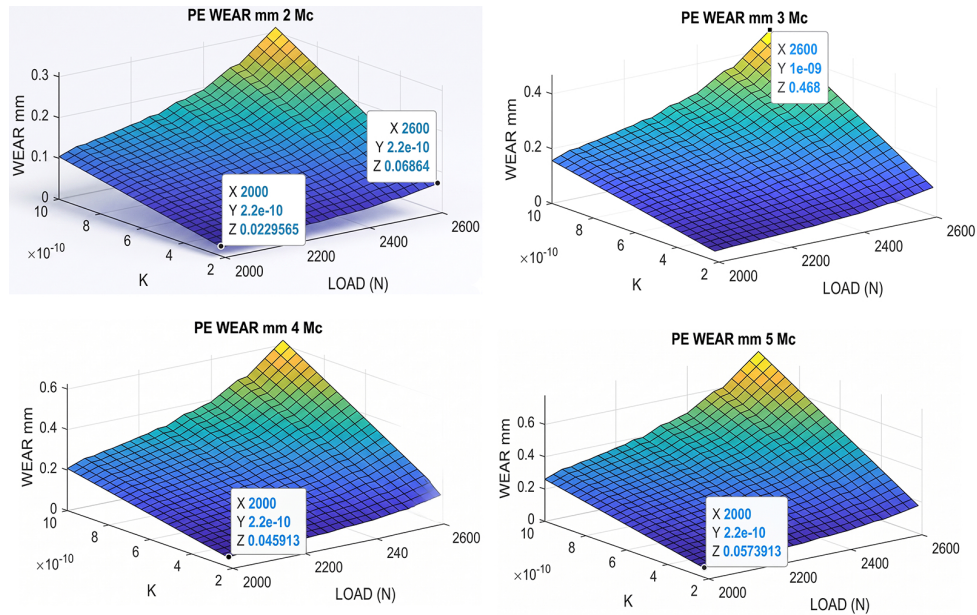 PE WEAR mm 2 Mc
WEAR mm
0.3
0.2
0.1
0
10
8
6
4
2
×10⁻¹⁰
K
2000
2200
2400
2600
LOAD (N)
X 2000
Y 2.2e-10
Z 0.0229565
X 2600
Y 2.2e-10
Z 0.06864
PE WEAR mm 3 Mc
WEAR mm
0.4
0.2
0
10
8
6
4
2
×10⁻¹⁰
K
2000
2200
2400
2600
LOAD (N)
X 2600
Y 1e-09
Z 0.468
PE WEAR mm 4 Mc
WEAR mm
0.6
0.4
0.2
0
10
8
6
4
2
×10⁻¹⁰
K
2000
2200
240
2600
LOAD (N)
X 2000
Y 2.2e-10
Z 0.045913
PE WEAR mm 5 Mc
WEAR mm
0.6
0.4
0.2
0
10
8
6
4
2
×10⁻¹⁰
K
2000
2200
2400
2600
LOAD (N)
X 2000
Y 2.2e-10
Z 0.0573913